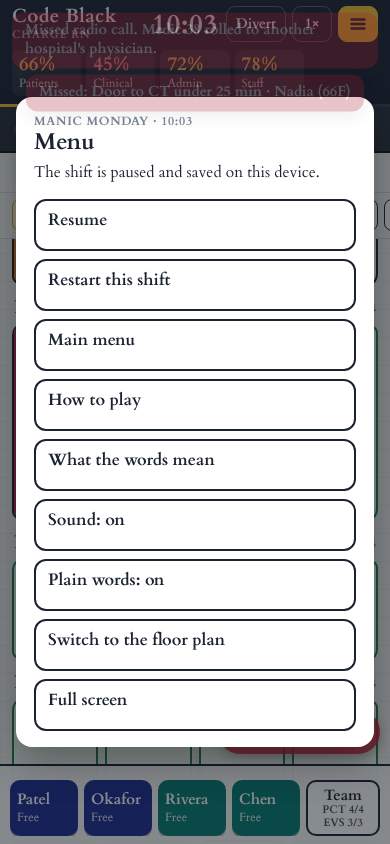 Code Black
CHARGE RN
10:03
Divert
1×
Missed radio call. Medic 30 rolled to another
hospital's physician.
66%
Patients
45%
Clinical
72%
Admin
78%
Staff
Missed: Door to CT under 25 min · Nadia (66F)
MANIC MONDAY · 10:03
Menu
The shift is paused and saved on this device.
Resume
Restart this shift
Main menu
How to play
What the words mean
Sound: on
Plain words: on
Switch to the floor plan
Full screen
Patel
Free
Okafor
Free
Rivera
Free
Chen
Free
Team
PCT 4/4
EVS 3/3